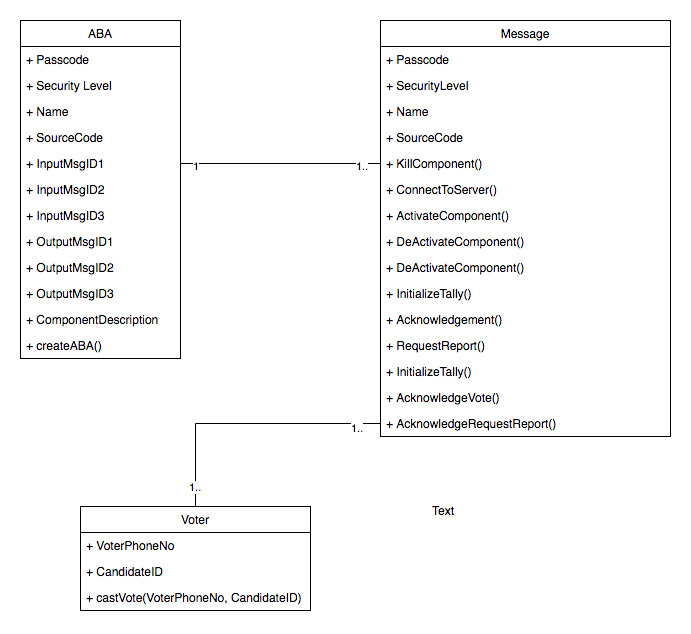 ABA
+ Passcode
+ Security Level
+ Name
+ SourceCode
+ InputMsgID1
+ InputMsgID2
+ InputMsgID3
+ OutputMsgID1
+ OutputMsgID2
+ OutputMsgID3
+ ComponentDescription
+ createABA()
1
1..
Message
+ Passcode
+ SecurityLevel
+ Name
+ SourceCode
+ KillComponent()
+ ConnectToServer()
+ ActivateComponent()
+ DeActivateComponent()
+ DeActivateComponent()
+ InitializeTally()
+ Acknowledgement()
+ RequestReport()
+ InitializeTally()
+ AcknowledgeVote()
+ AcknowledgeRequestReport()
1..
1..
Voter
+ VoterPhoneNo
+ CandidateID
+ castVote(VoterPhoneNo, CandidateID)
Text